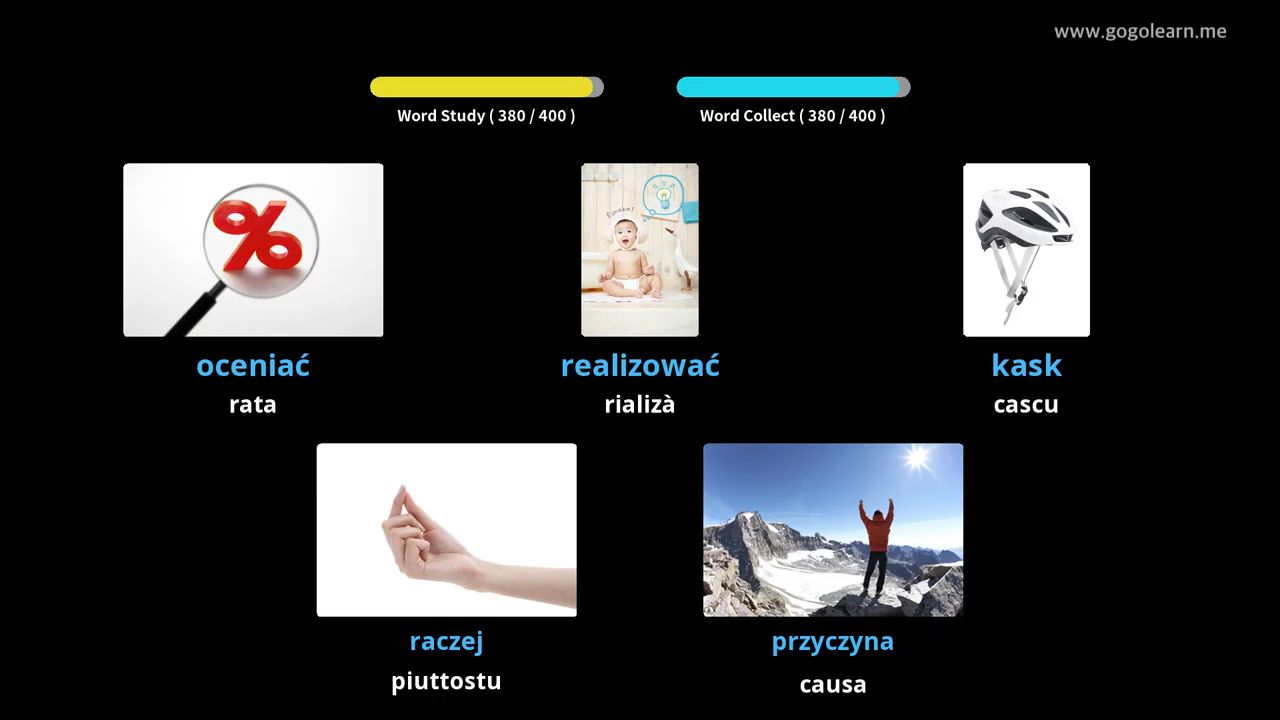 www.gogolearn.me
Word Study ( 380 / 400 )
Word Collect ( 380 / 400 )
Eureka!
oceniać
rata
realizować
rializà
kask
cascu
raczej
piuttostu
przyczyna
causa